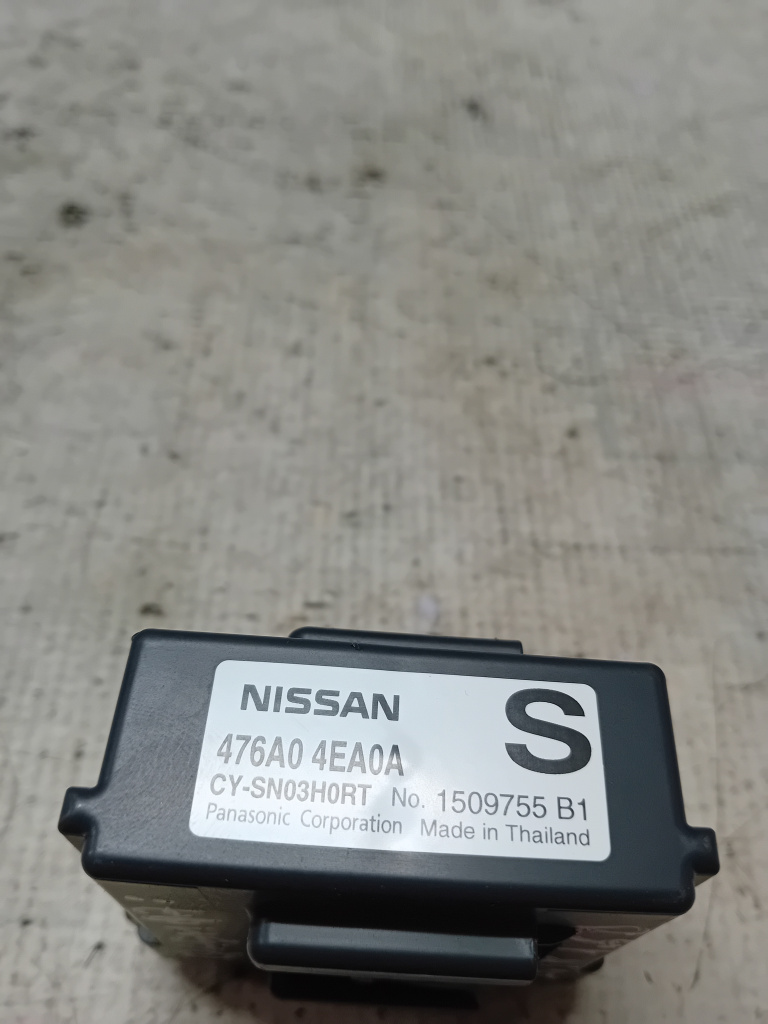 NISSAN
S
476A0 4EA0A
CY-SN03H0RT No. 1509755 B1
Panasonic Corporation Made in Thailand